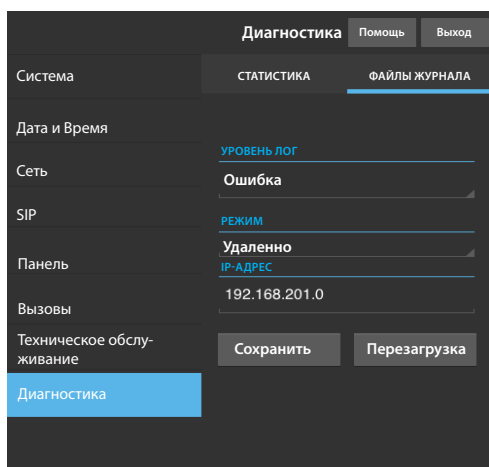 Диагностика Помощь Выход
Система
СТАТИСТИКА ФАЙЛЫ ЖУРНАЛА
Дата и Время
Сеть
SIP
Панель
Вызовы
Техническое обслу-
живание
Диагностика
УРОВЕНЬ ЛОГ
Ошибка
РЕЖИМ
Удаленно
IP-АДРЕС
192.168.201.0
Сохранить Перезагрузка